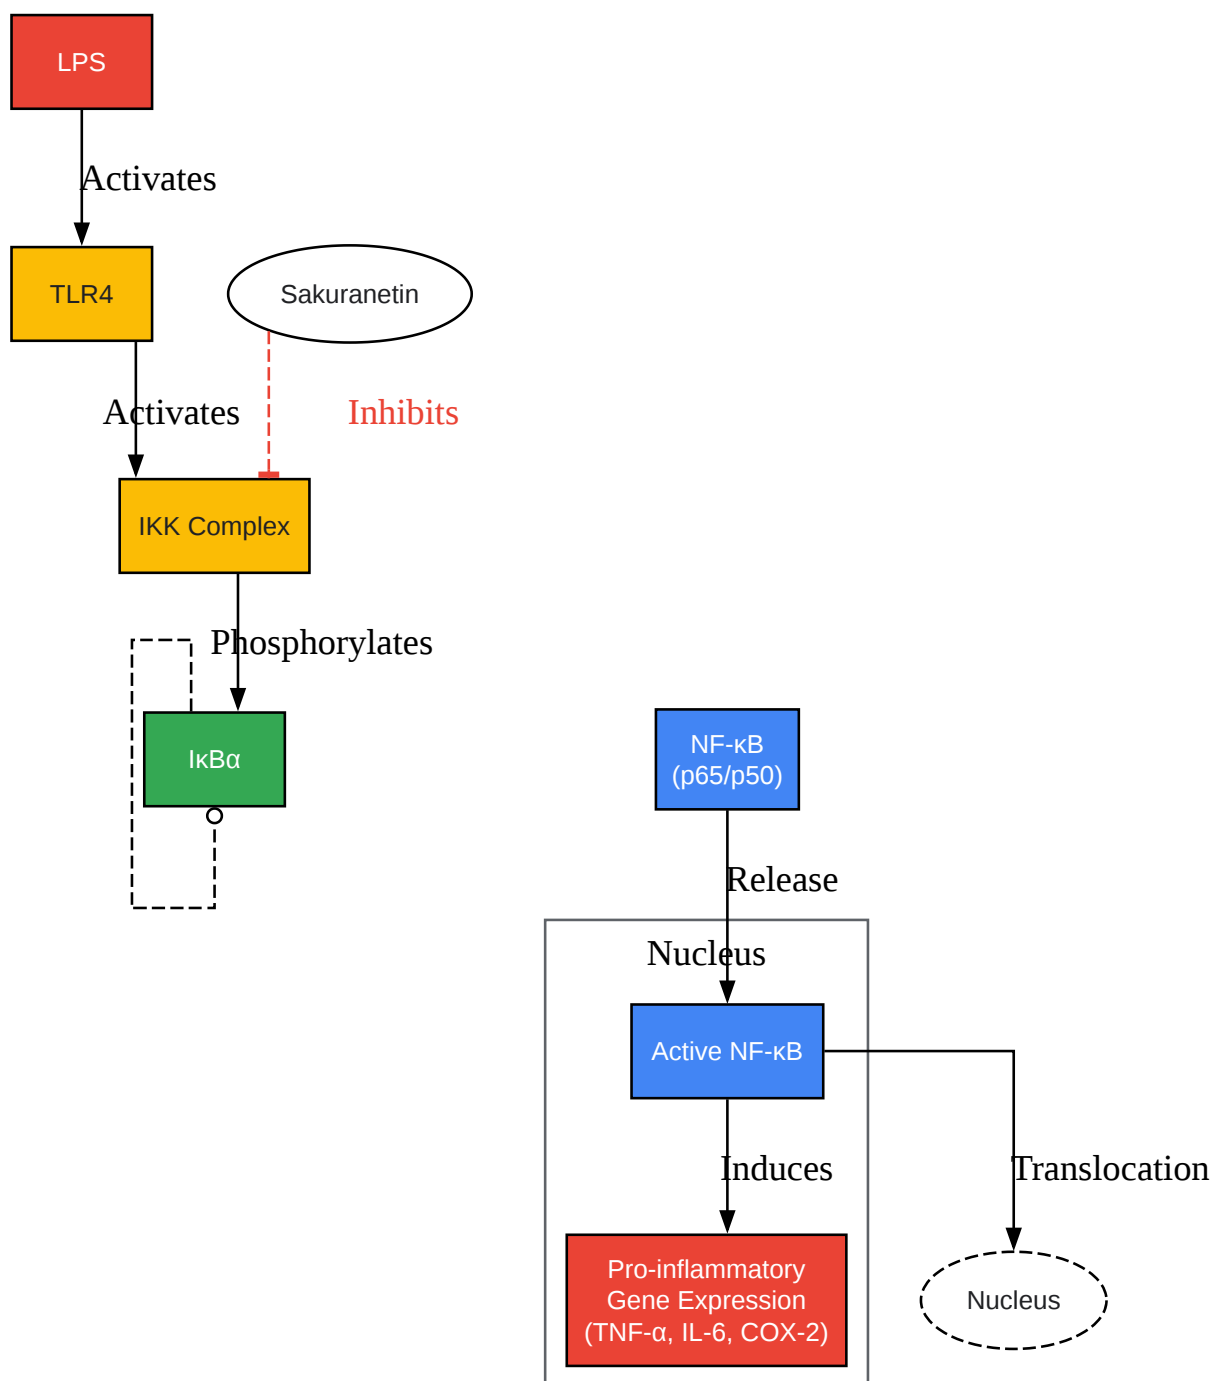 LPS
Activates
TLR4
Sakuranetin
Activates
Inhibits
IKK Complex
Phosphorylates
IκBα
NF-κB
(p65/p50)
Release
Nucleus
Active NF-κB
Induces
Translocation
Pro-inflammatory
Gene Expression
(TNF-α, IL-6, COX-2)
Nucleus